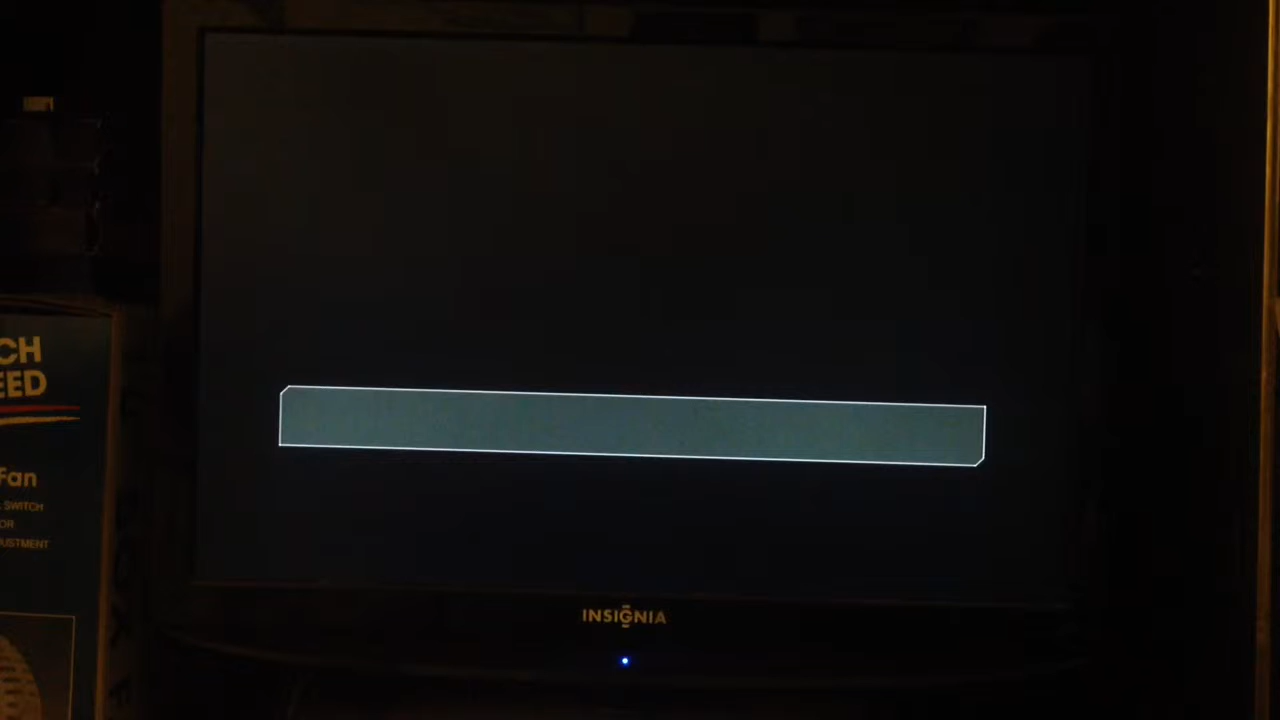 CH
EED
Fan
SWITCH
OR
USTMENT
INSIGNIA